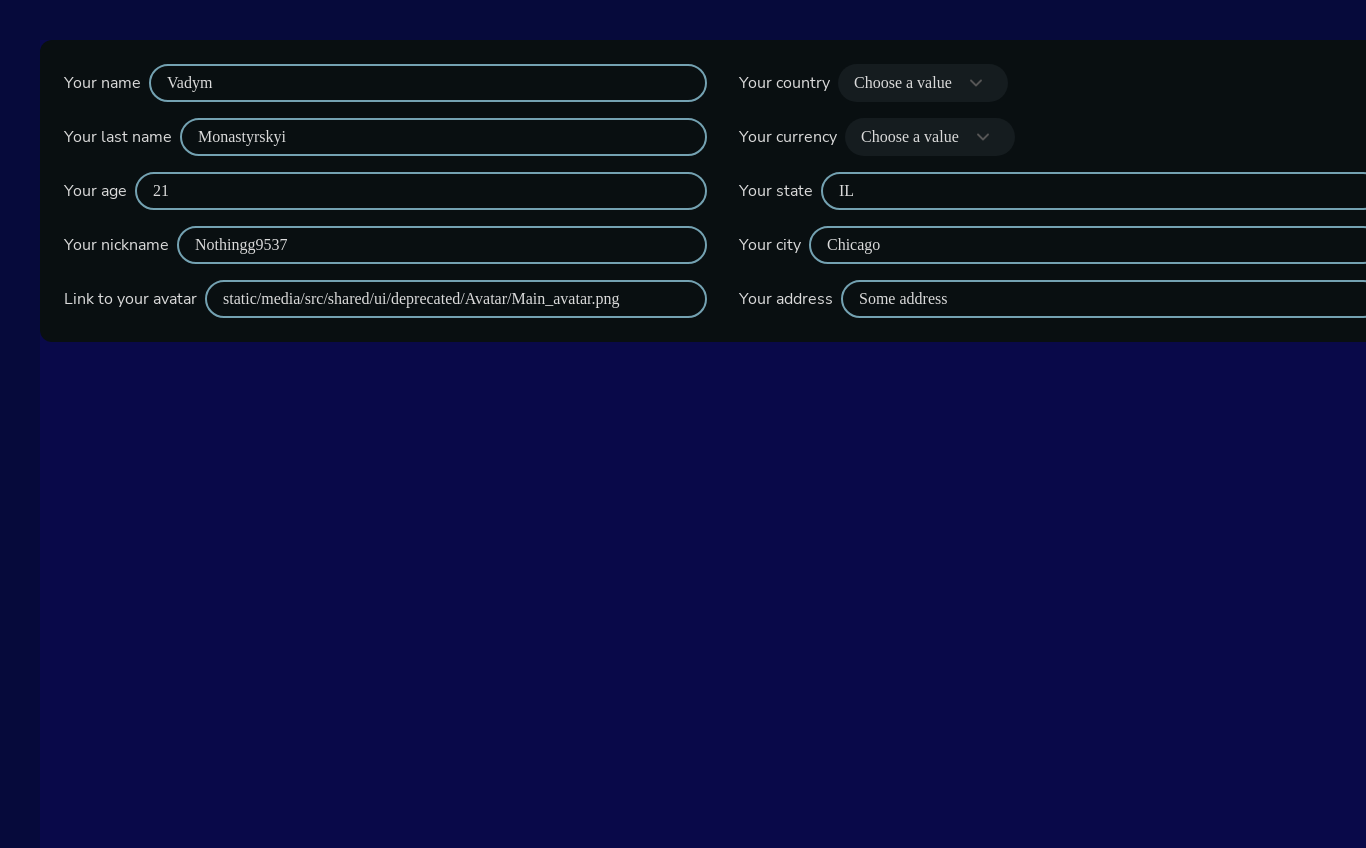 Your name Vadym
Your last name Monastyrskyi
Your age 21
Your nickname Nothingg9537
Link to your avatar static/media/src/shared/ui/deprecated/Avatar/Main_avatar.png
Your country Choose a value
Your currency Choose a value
Your state IL
Your city Chicago
Your address Some address